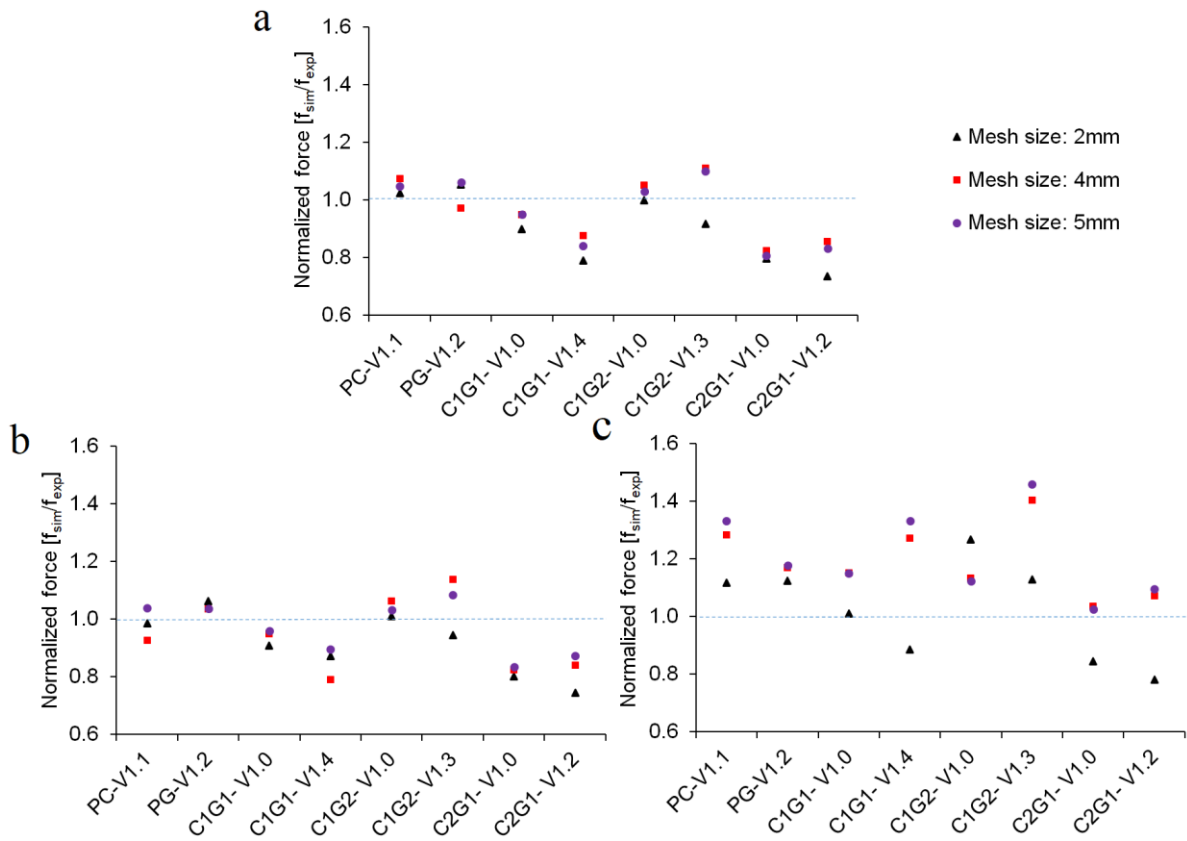 a
Normalized force [fsim/fexp]
1.6
1.4
1.2
1.0
0.8
0.6
PC-V1.1
PG-V1.2
C1G1- V1.0
C1G1- V1.4
C1G2- V1.0
C1G2- V1.3
C2G1- V1.0
C2G1- V1.2
Mesh size: 2mm
Mesh size: 4mm
Mesh size: 5mm
b
Normalized force [fsim/fexp]
1.6
1.4
1.2
1.0
0.8
0.6
PC-V1.1
PG-V1.2
C1G1- V1.0
C1G1- V1.4
C1G2- V1.0
C1G2- V1.3
C2G1- V1.0
C2G1- V1.2
c
Normalized force [fsim/fexp]
1.6
1.4
1.2
1.0
0.8
0.6
PC-V1.1
PG-V1.2
C1G1- V1.0
C1G1- V1.4
C1G2- V1.0
C1G2- V1.3
C2G1- V1.0
C2G1- V1.2